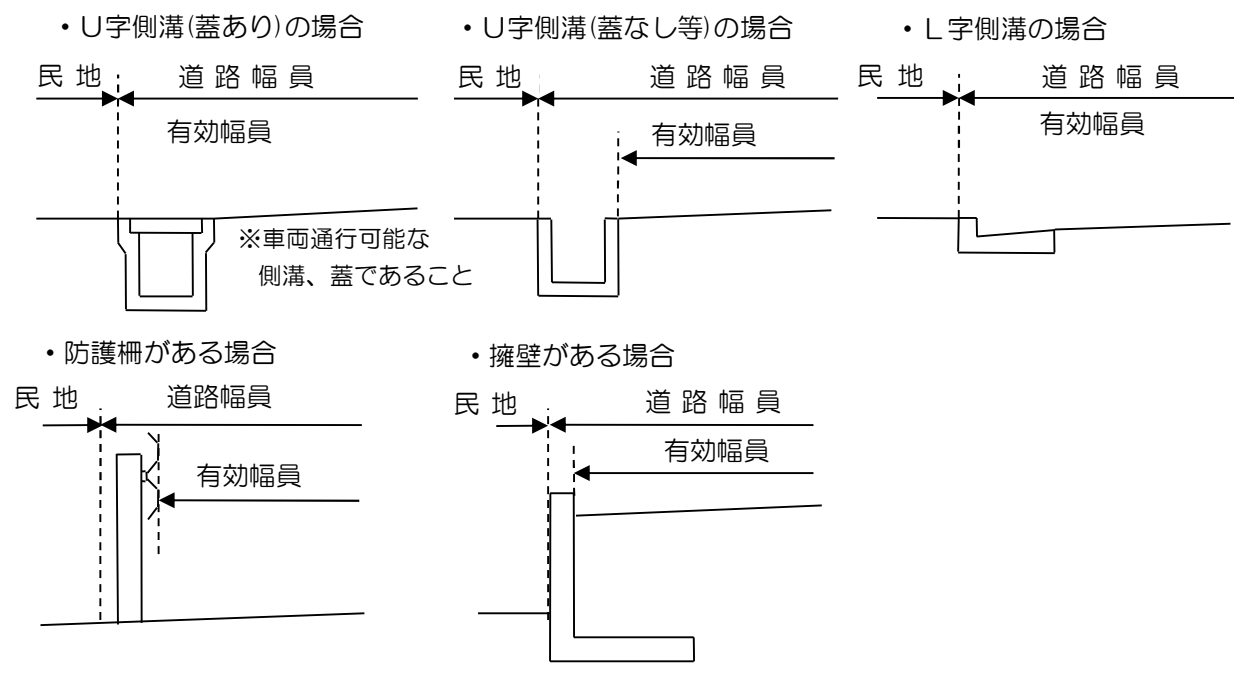 ・U字側溝(蓋あり)の場合
民 地 道 路 幅 員
有効幅員
※車両通行可能な
側溝、蓋であること
・U字側溝(蓋なし等)の場合
民 地 道 路 幅 員
有効幅員
・L字側溝の場合
民 地 道 路 幅 員
有効幅員
・防護柵がある場合
民 地 道路幅員
有効幅員
・擁壁がある場合
民 地 道 路 幅 員
有効幅員